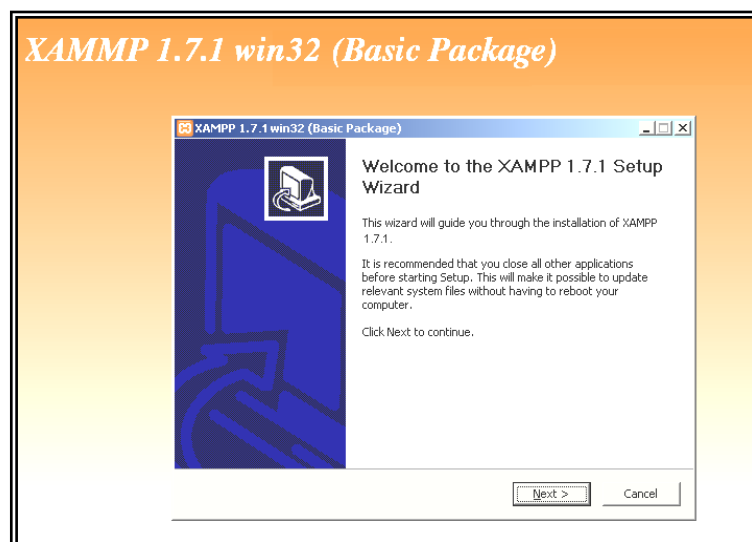 XAMMP 1.7.1 win32 (Basic Package)
XAMPP 1.7.1 win32 (Basic Package)
Welcome to the XAMPP 1.7.1 Setup
Wizard
This wizard will guide you through the installation of XAMPP
1.7.1.
It is recommended that you close all other applications
before starting Setup. This will make it possible to update
relevant system files without having to reboot your
computer.
Click Next to continue.
Next >
Cancel